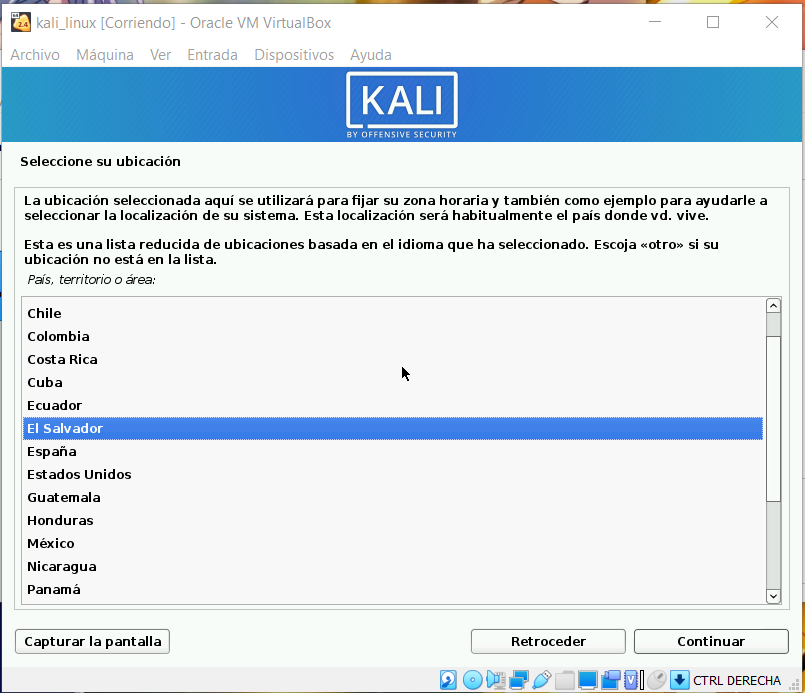 kali_linux [Corriendo] - Oracle VM VirtualBox
Archivo Máquina Ver Entrada Dispositivos Ayuda
KALI
BY OFFENSIVE SECURITY
Seleccione su ubicación
La ubicación seleccionada aquí se utilizará para fijar su zona horaria y también como ejemplo para ayudarle a
seleccionar la localización de su sistema. Esta localización será habitualmente el país donde vd. vive.
Esta es una lista reducida de ubicaciones basada en el idioma que ha seleccionado. Escoja «otro» si su
ubicación no está en la lista.
País, territorio o área:
Chile
Colombia
Costa Rica
Cuba
Ecuador
El Salvador
España
Estados Unidos
Guatemala
Honduras
México
Nicaragua
Panamá
Capturar la pantalla Retroceder Continuar
CTRL DERECHA